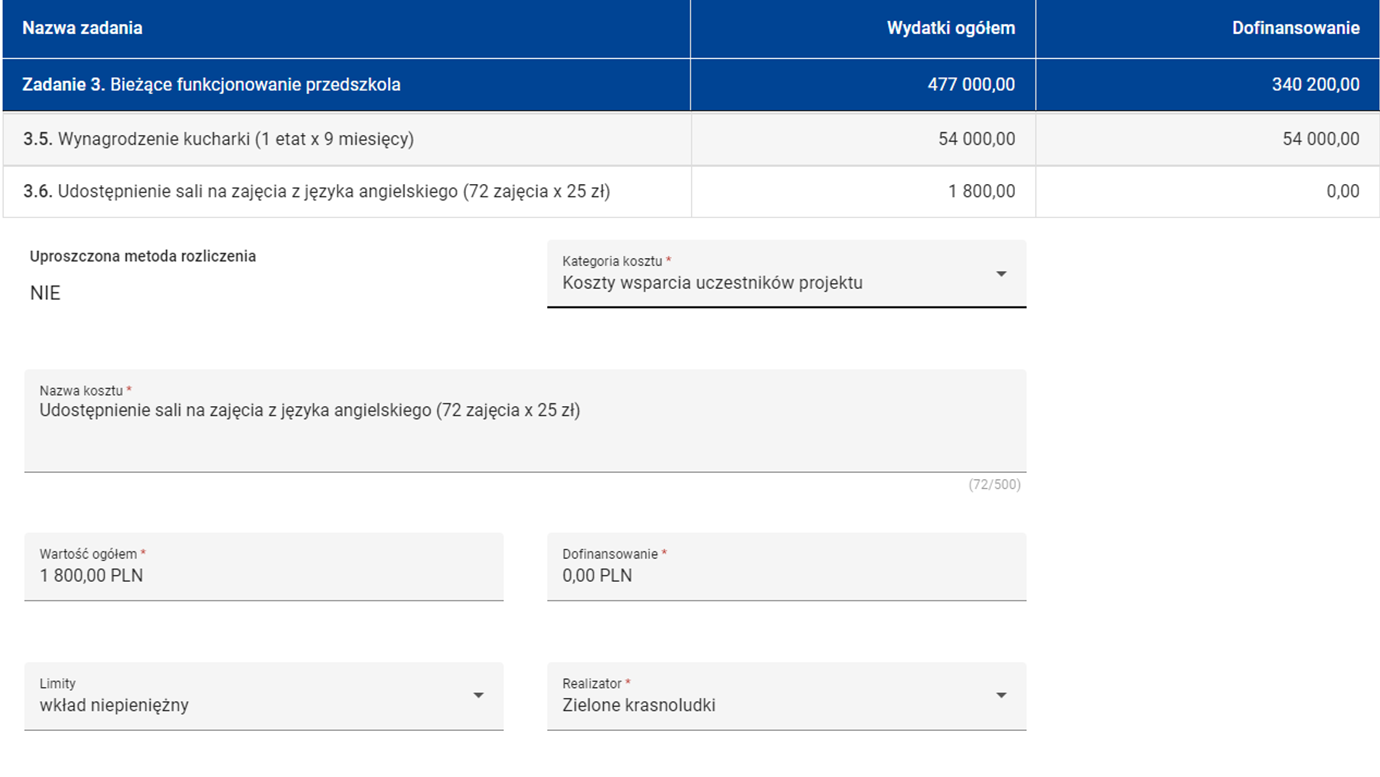 Nazwa zadania Wydatki ogółem Dofinansowanie
Zadanie 3. Bieżące funkcjonowanie przedszkola 477 000,00 340 200,00
3.5. Wynagrodzenie kucharki (1 etat x 9 miesięcy) 54 000,00 54 000,00
3.6. Udostępnienie sali na zajęcia z języka angielskiego (72 zajęcia x 25 zł) 1 800,00 0,00
Uproszczona metoda rozliczenia
NIE
Kategoria kosztu *
Koszty wsparcia uczestników projektu
Nazwa kosztu *
Udostępnienie sali na zajęcia z języka angielskiego (72 zajęcia x 25 zł)
(72/500)
Wartość ogółem *
1 800,00 PLN
Dofinansowanie *
0,00 PLN
Limity
wkład niepieniężny
Realizator *
Zielone krasnoludki